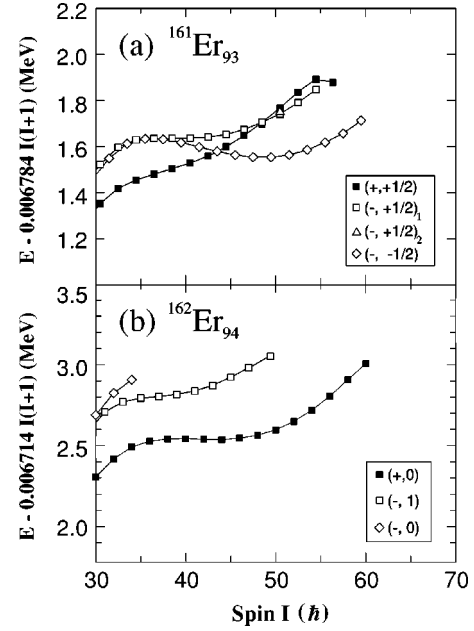 2.2
(a) ¹⁶¹Er₉₃
2.0
1.8
1.6
1.4
1.2
E - 0.006784 I(I+1) (MeV)
(+,+1/2)
(-, +1/2)₁
(-, +1/2)₂
(-, -1/2)
3.5
(b) ¹⁶²Er₉₄
3.0
2.5
2.0
E - 0.006714 I(I+1) (MeV)
(+,0)
(-, 1)
(-, 0)
30 40 50 60 70
Spin I (ħ)